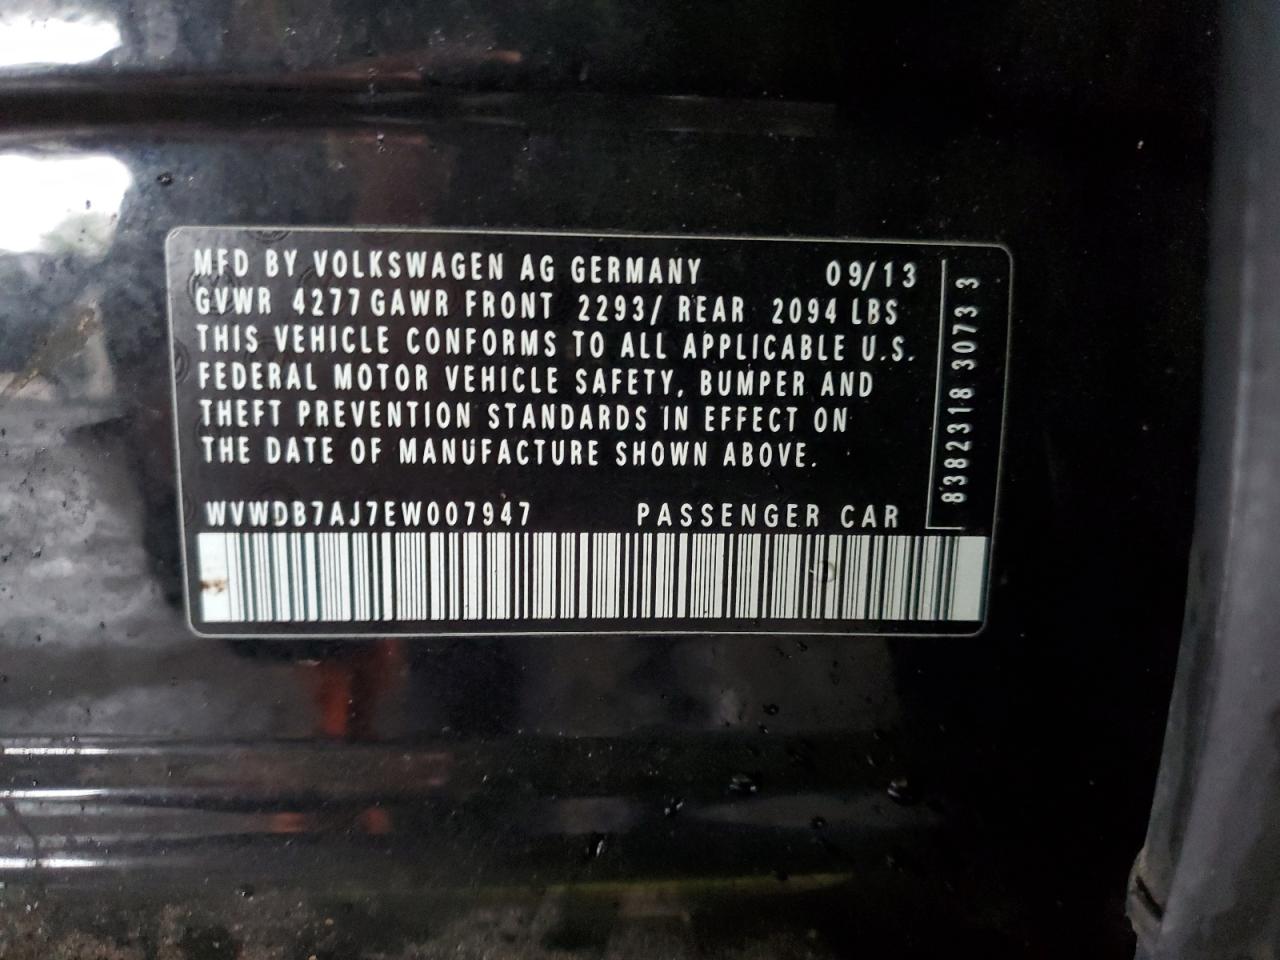 MFD BY VOLKSWAGEN AG GERMANY 09/13
GVWR 4277 GAWR FRONT 2293/ REAR 2094 LBS
THIS VEHICLE CONFORMS TO ALL APPLICABLE U.S.
FEDERAL MOTOR VEHICLE SAFETY, BUMPER AND
THEFT PREVENTION STANDARDS IN EFFECT ON
THE DATE OF MANUFACTURE SHOWN ABOVE.
WVWDB7AJ7EW007947 PASSENGER CAR
8382318 3073 3